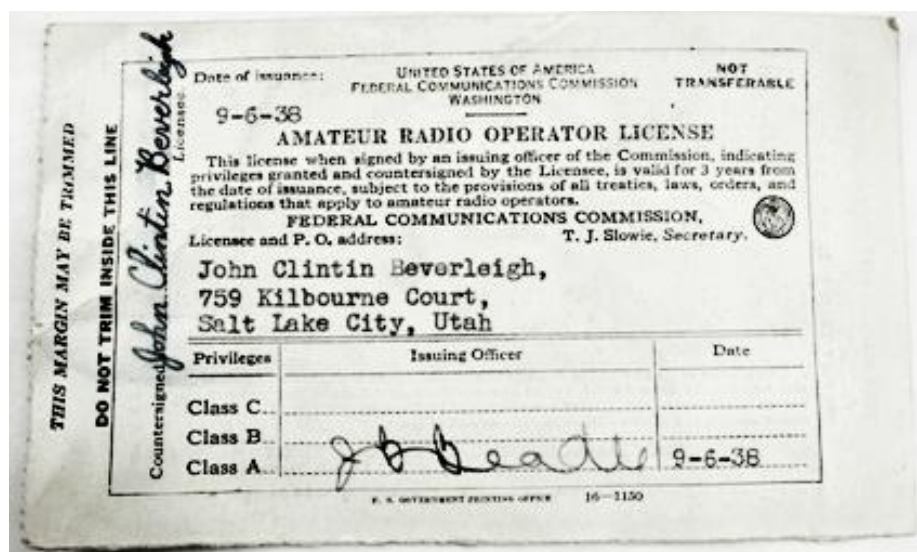 THIS MARGIN MAY BE TRIMMED
DO NOT TRIM INSIDE THIS LINE
Countersigned John Clintin Beverleigh
Licensee
Date of issuance:
9-6-38
UNITED STATES OF AMERICA
FEDERAL COMMUNICATIONS COMMISSION
WASHINGTON
NOT
TRANSFERABLE
AMATEUR RADIO OPERATOR LICENSE
This license when signed by an issuing officer of the Commission, indicating
privileges granted and countersigned by the Licensee, is valid for 3 years from
the date of issuance, subject to the provisions of all treaties, laws, orders, and
regulations that apply to amateur radio operators.
FEDERAL COMMUNICATIONS COMMISSION,
Licensee and P. O. address: T. J. Slowie, Secretary.
John Clintin Beverleigh,
759 Kilbourne Court,
Salt Lake City, Utah
Privileges Issuing Officer Date
Class C
Class B
Class A 9-6-38
U. S. GOVERNMENT PRINTING OFFICE 16—1150